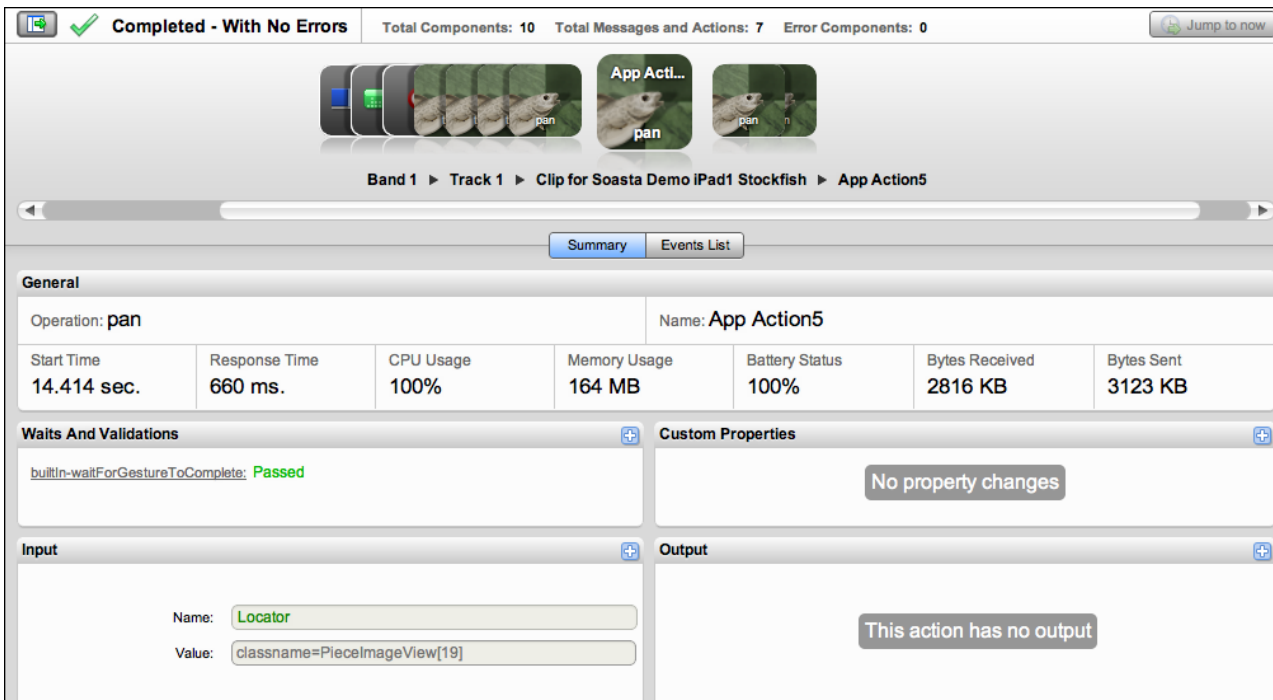 Completed - With No Errors
Total Components: 10 Total Messages and Actions: 7 Error Components: 0
Jump to now
App Acti...
pan
pan
pan
Band 1 ▶ Track 1 ▶ Clip for Soasta Demo iPad1 Stockfish ▶ App Action5
Summary Events List
General
Operation: pan
Name: App Action5
Start Time
14.414 sec.
Response Time
660 ms.
CPU Usage
100%
Memory Usage
164 MB
Battery Status
100%
Bytes Received
2816 KB
Bytes Sent
3123 KB
Waits And Validations
builtIn-waitForGestureToComplete: Passed
Custom Properties
No property changes
Input
Name: Locator
Value: classname=PieceImageView[19]
Output
This action has no output